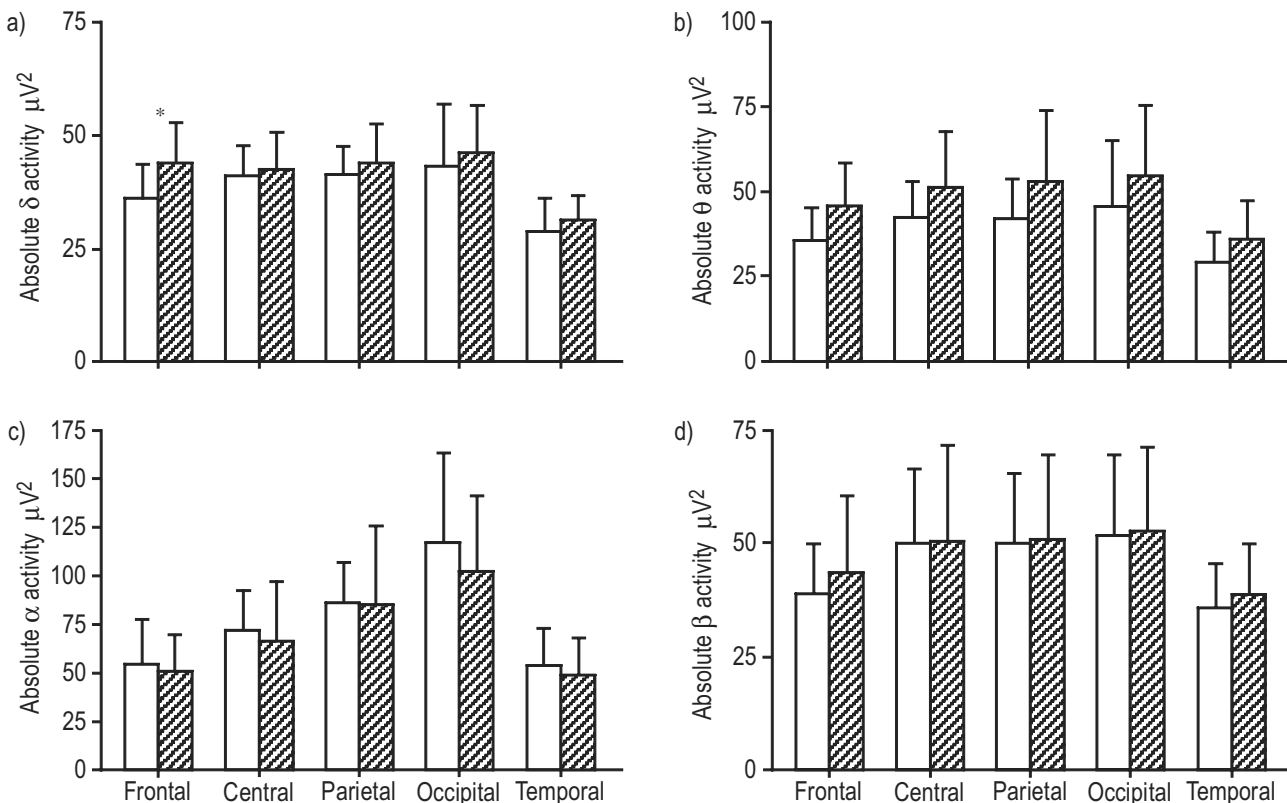 a)
Absolute δ activity μV²
75
50
25
0
*
b)
Absolute θ activity μV²
100
75
50
25
0
c)
Absolute α activity μV²
175
150
125
100
75
50
25
0
Frontal Central Parietal Occipital Temporal
d)
Absolute β activity μV²
75
50
25
0
Frontal Central Parietal Occipital Temporal